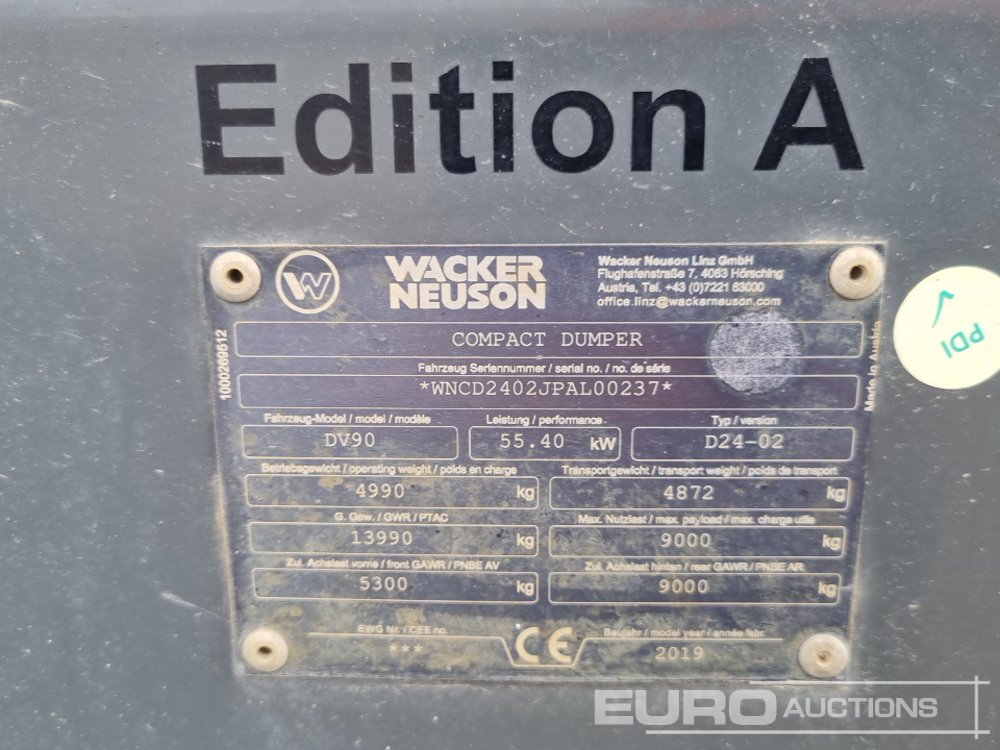 Edition A
W
WACKER NEUSON
Wacker Neuson Linz GmbH
Flughafenstraße 7, 4063 Hörsching
Austria, Tel. +43 (0)7221 63000
office.linz@wackerneuson.com
COMPACT DUMPER
Fahrzeug Seriennummer / serial no. / no. de série
*WNCD2402JPAL00237*
Fahrzeug-Model / model / modèle Leistung / performance Typ / version
DV90 55.40 kW D24-02
Betriebsgewicht / operating weight / poids en charge Transportgewicht / transport weight / poids de transport
4990 kg 4872 kg
G. Gew. / GWR / PTAC Max. Nutzlast / max. payload / max. charge utile
13990 kg 9000 kg
Zul. Achslast vorne / front GAWR / PNBE AV Zul. Achslast hinten / rear GAWR / PNBE AR
5300 kg 9000 kg
EWG Nr. / CEE no. CE Baujahr / model year / année fabr.
*** 2019
1000269512
Made in Austria
PDI
EURO AUCTIONS